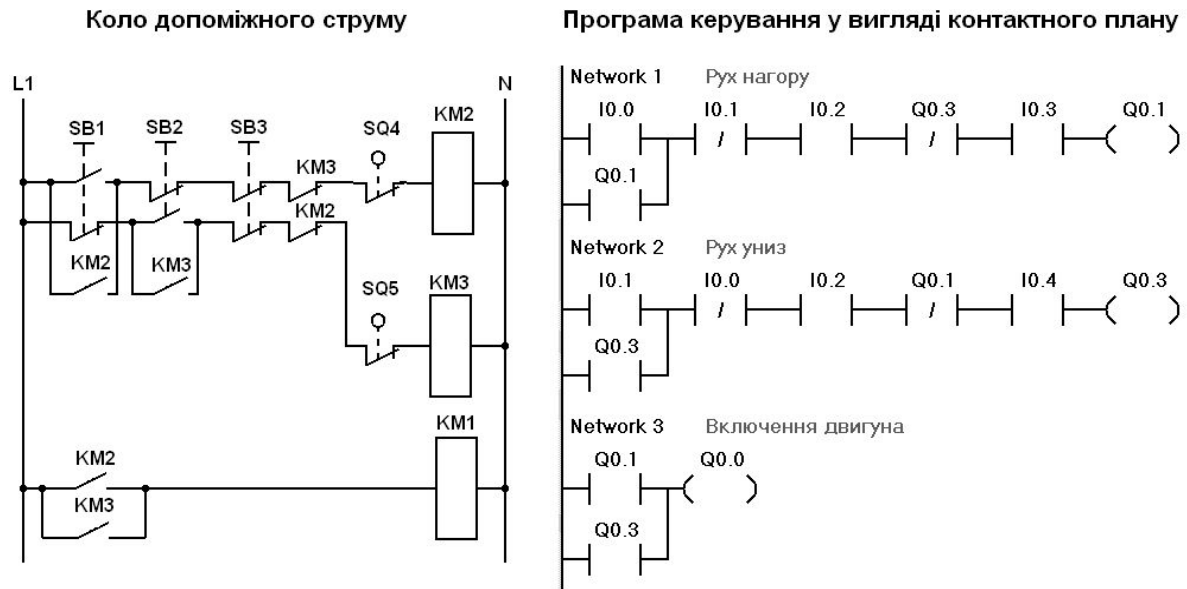 Коло допоміжного струму
L1 N
SB1 SB2 SB3 SQ4 KM2
KM3
KM2
KM2 KM3
SQ5 KM3
KM1
KM2
KM3
Програма керування у вигляді контактного плану
Network 1 Рух нагору
I0.0 I0.1 I0.2 Q0.3 I0.3 Q0.1
Q0.1
Network 2 Рух униз
I0.1 I0.0 I0.2 Q0.1 I0.4 Q0.3
Q0.3
Network 3 Включення двигуна
Q0.1 Q0.0
Q0.3